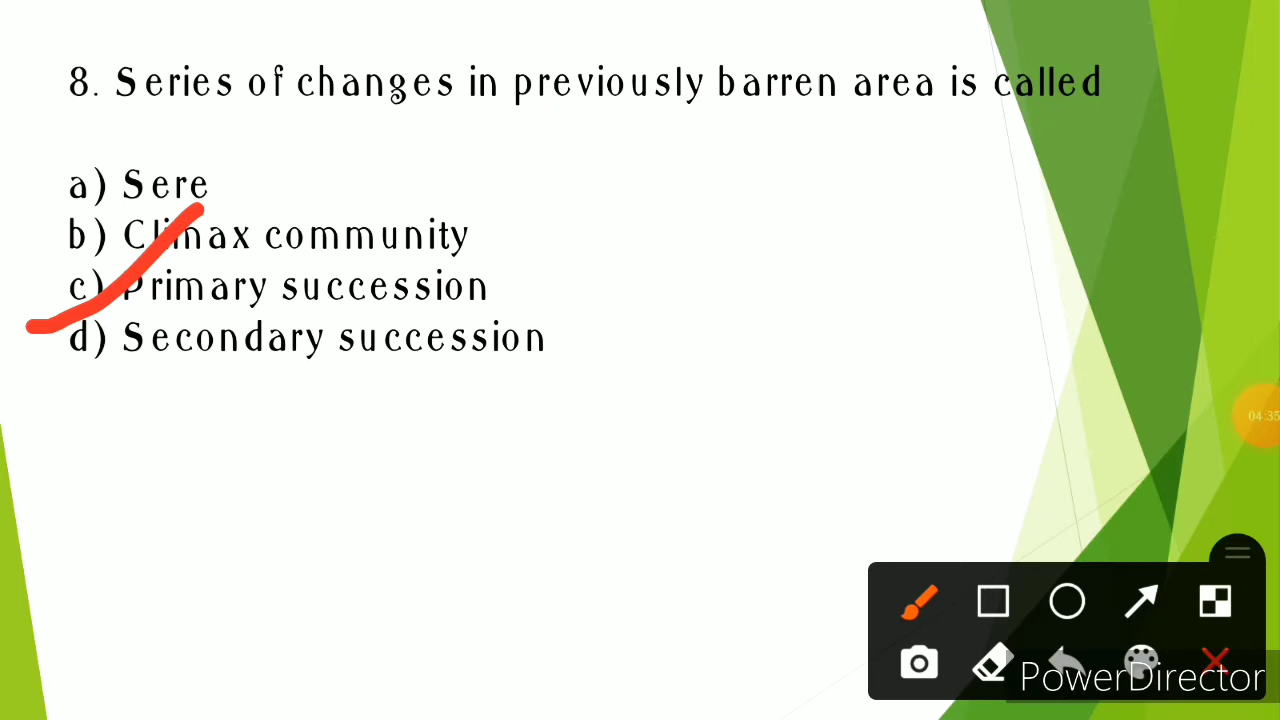 8. Series of changes in previously barren area is called
a) Sere
b) Climax community
c) Primary succession
d) Secondary succession
04:35
PowerDirector